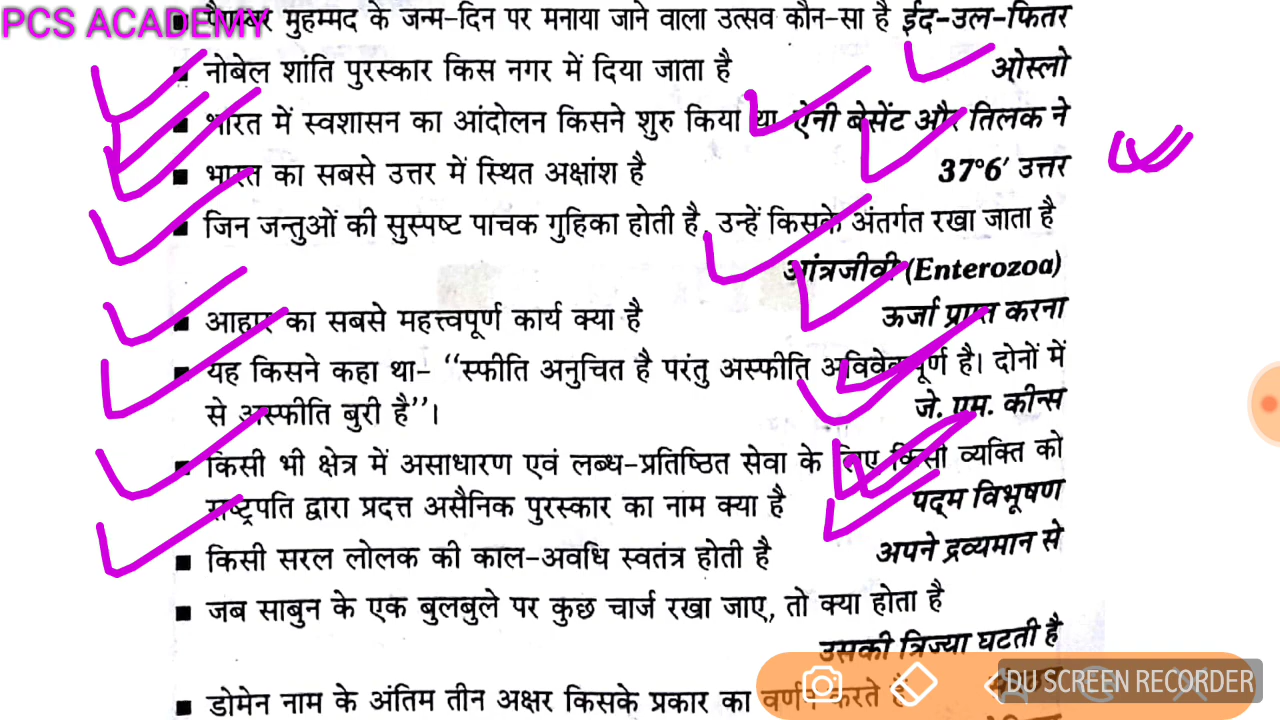 PCS ACADEMY
■ पैगम्बर मुहम्मद के जन्म-दिन पर मनाया जाने वाला उत्सव कौन-सा है ईद-उल-फितर
■ नोबेल शांति पुरस्कार किस नगर में दिया जाता है ओस्लो
■ भारत में स्वशासन का आंदोलन किसने शुरु किया था ऐनी बेसेंट और तिलक ने
■ भारत का सबसे उत्तर में स्थित अक्षांश है 37°6′ उत्तर
■ जिन जन्तुओं की सुस्पष्ट पाचक गुहिका होती है, उन्हें किसके अंतर्गत रखा जाता है
आंत्रजीवी (Enterozoa)
■ आहार का सबसे महत्त्वपूर्ण कार्य क्या है ऊर्जा प्राप्त करना
■ यह किसने कहा था- ‘‘स्फीति अनुचित है परंतु अस्फीति अविवेकपूर्ण है। दोनों में
से अस्फीति बुरी है’’। जे. एम. कीन्स
■ किसी भी क्षेत्र में असाधारण एवं लब्ध-प्रतिष्ठित सेवा के लिए किसी व्यक्ति को
राष्ट्रपति द्वारा प्रदत्त असैनिक पुरस्कार का नाम क्या है पद्म विभूषण
■ किसी सरल लोलक की काल-अवधि स्वतंत्र होती है अपने द्रव्यमान से
■ जब साबुन के एक बुलबुले पर कुछ चार्ज रखा जाए, तो क्या होता है
उसकी त्रिज्या घटती है
■ डोमेन नाम के अंतिम तीन अक्षर किसके प्रकार का वर्णन करते है
DU SCREEN RECORDER